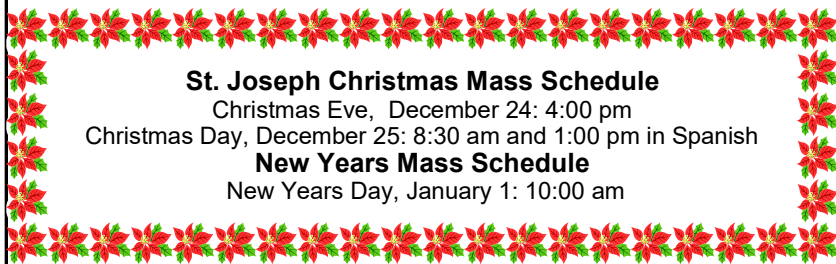 St. Joseph Christmas Mass Schedule
Christmas Eve,  December 24: 4:00 pm
Christmas Day, December 25: 8:30 am and 1:00 pm in Spanish
New Years Mass Schedule
New Years Day, January 1: 10:00 am